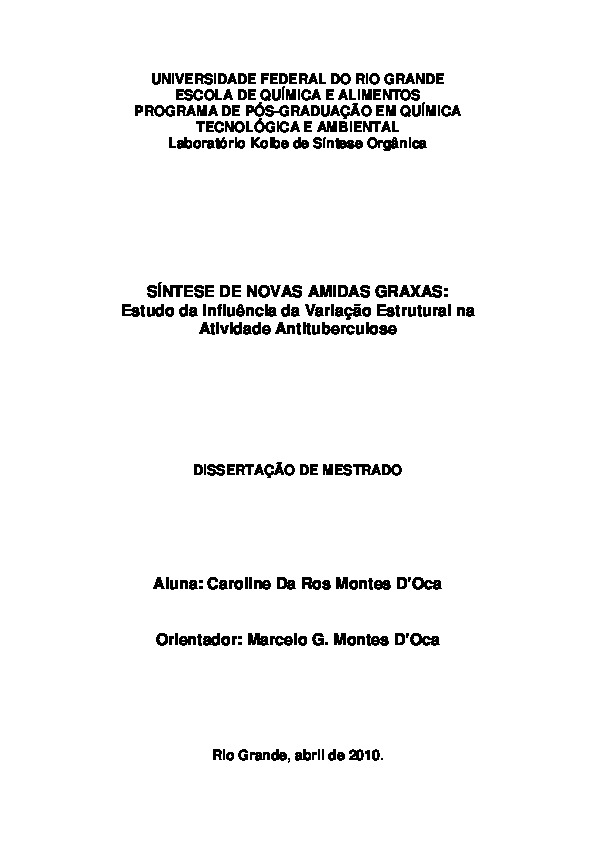 UNIVERSIDADE FEDERAL DO RIO GRANDE
ESCOLA DE QUÍMICA E ALIMENTOS
PROGRAMA DE PÓS-GRADUAÇÃO EM QUÍMICA
TECNOLÓGICA E AMBIENTAL
Laboratório Kolbe de Síntese Orgânica
SÍNTESE DE NOVAS AMIDAS GRAXAS:
Estudo da Influência da Variação Estrutural na
Atividade Antituberculose
DISSERTAÇÃO DE MESTRADO
Aluna: Caroline Da Ros Montes D'Oca
Orientador: Marcelo G. Montes D'Oca
Rio Grande, abril de 2010.